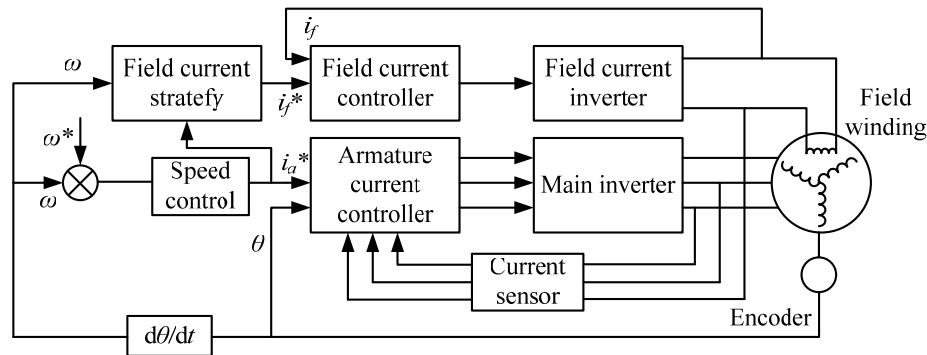 i_f
ω
Field current
stratefy
i_f*
Field current
controller
Field current
inverter
Field
winding
ω*
ω
Speed
control
i_a*
Armature
current
controller
Main inverter
θ
Current
sensor
Encoder
dθ/dt